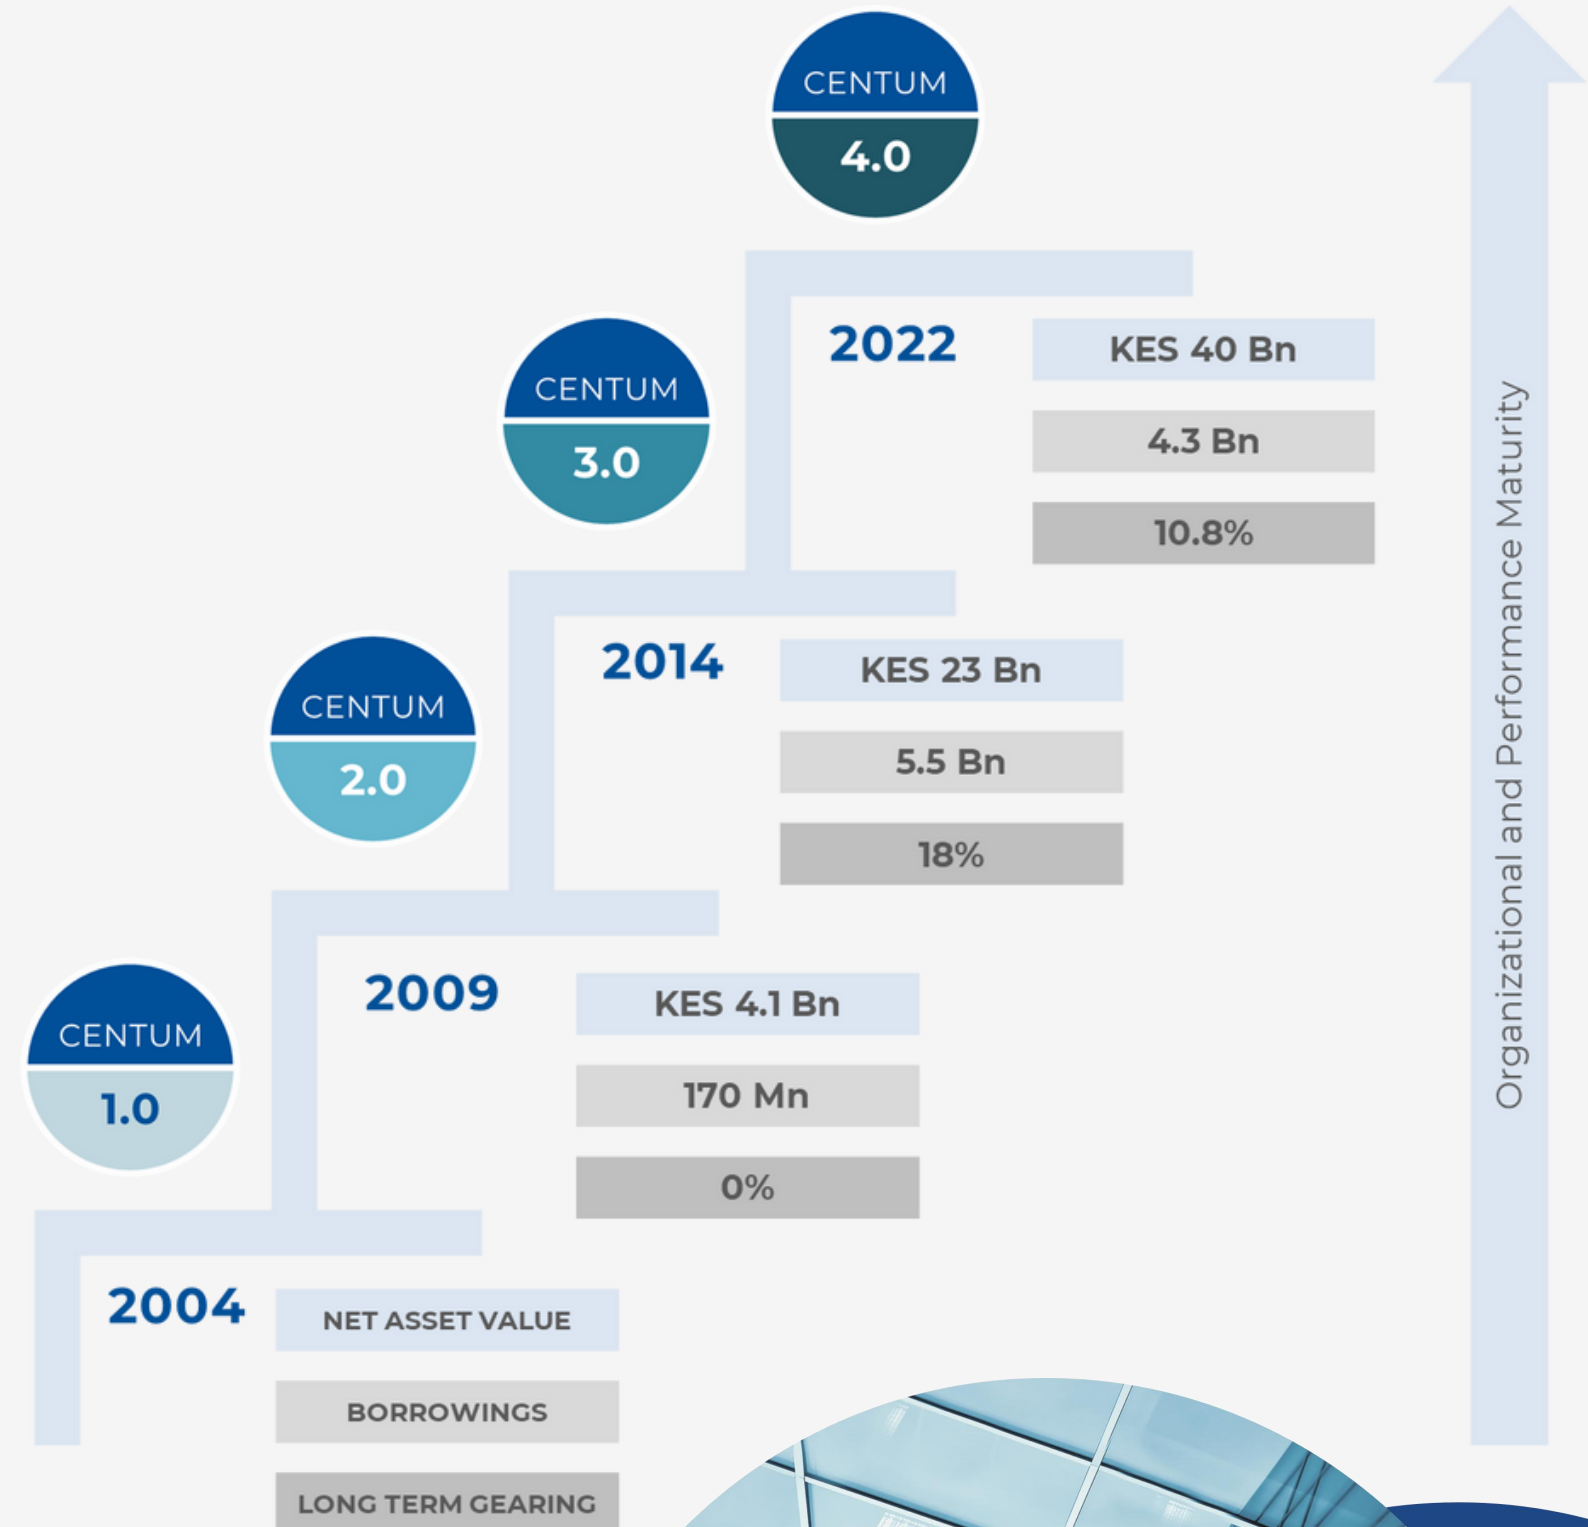 CENTUM
4.0
2022
KES 40 Bn
4.3 Bn
10.8%
CENTUM
3.0
2014
KES 23 Bn
5.5 Bn
18%
CENTUM
2.0
2009
KES 4.1 Bn
170 Mn
0%
CENTUM
1.0
2004
NET ASSET VALUE
BORROWINGS
LONG TERM GEARING
Organizational and Performance Maturity